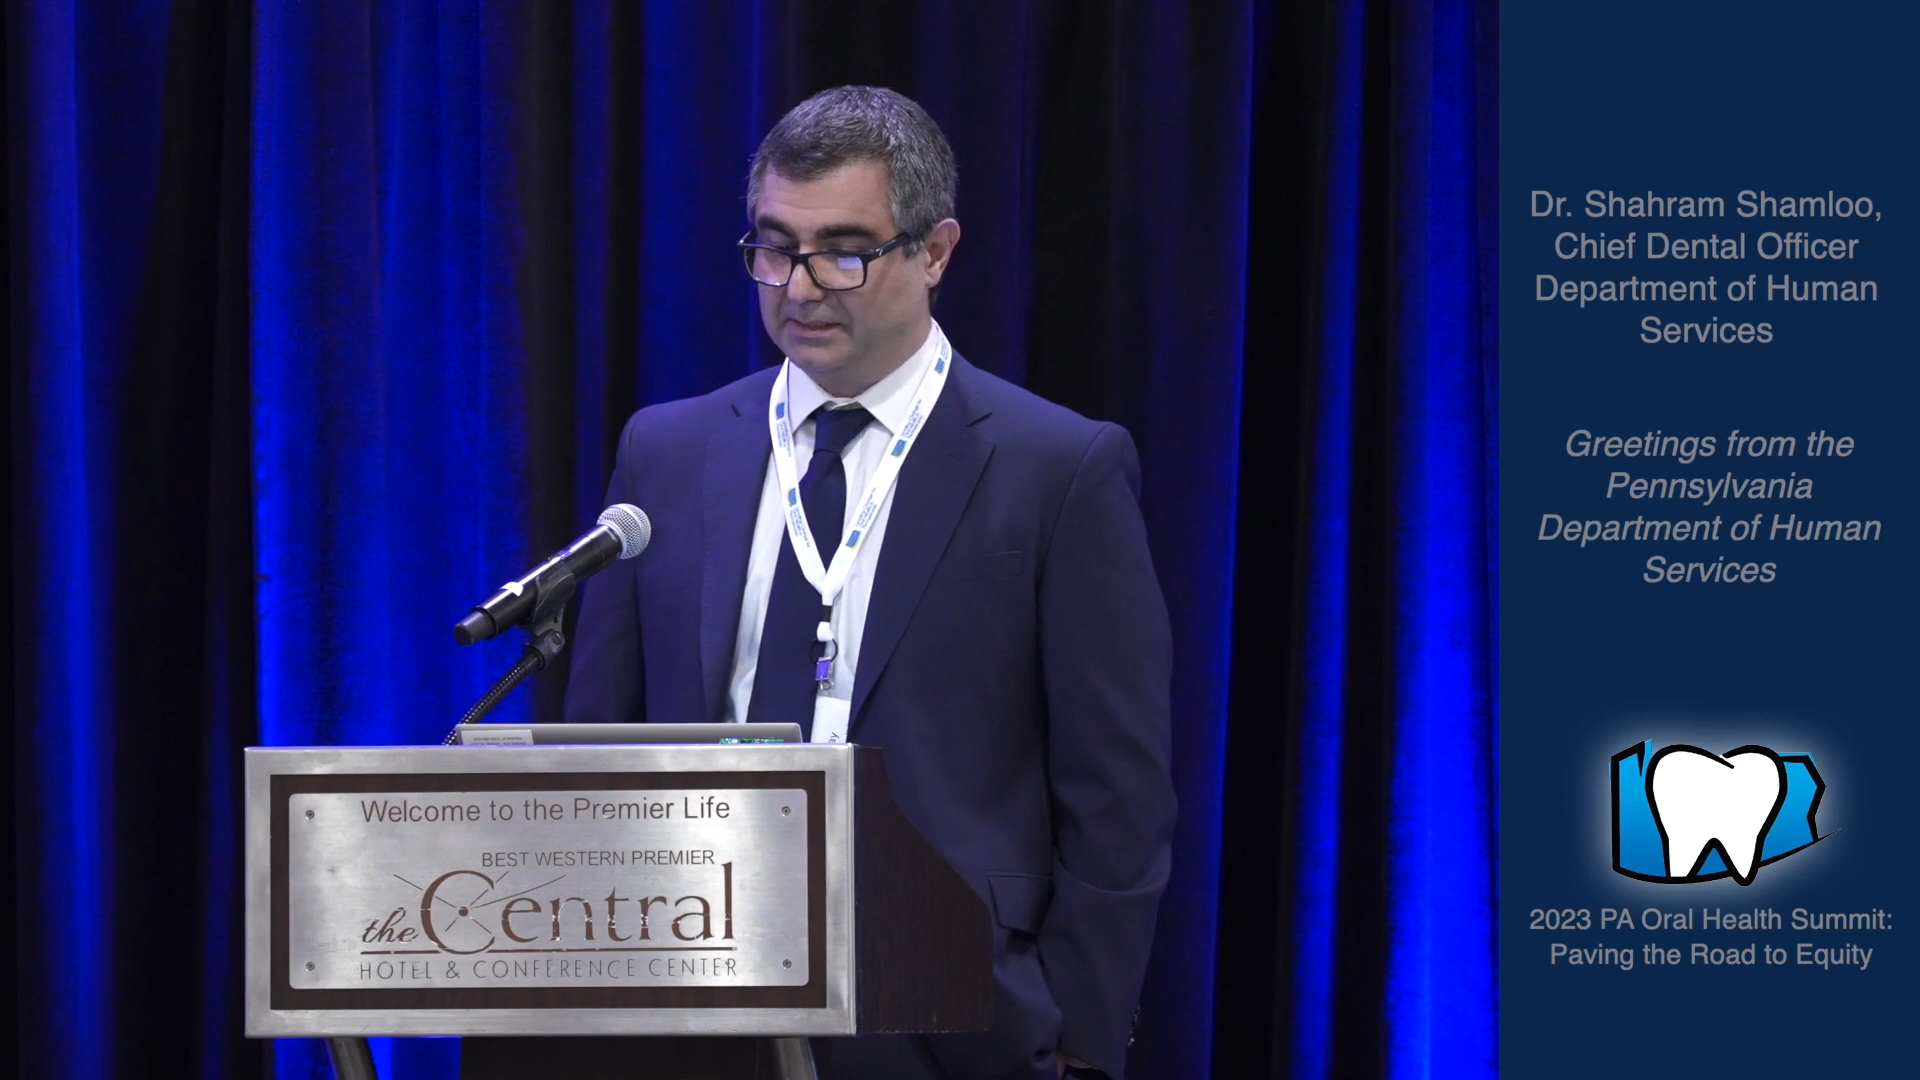 Dr. Shahram Shamloo,
Chief Dental Officer
Department of Human
Services
Greetings from the
Pennsylvania
Department of Human
Services
2023 PA Oral Health Summit:
Paving the Road to Equity
Welcome to the Premier Life
BEST WESTERN PREMIER
the Central
HOTEL & CONFERENCE CENTER